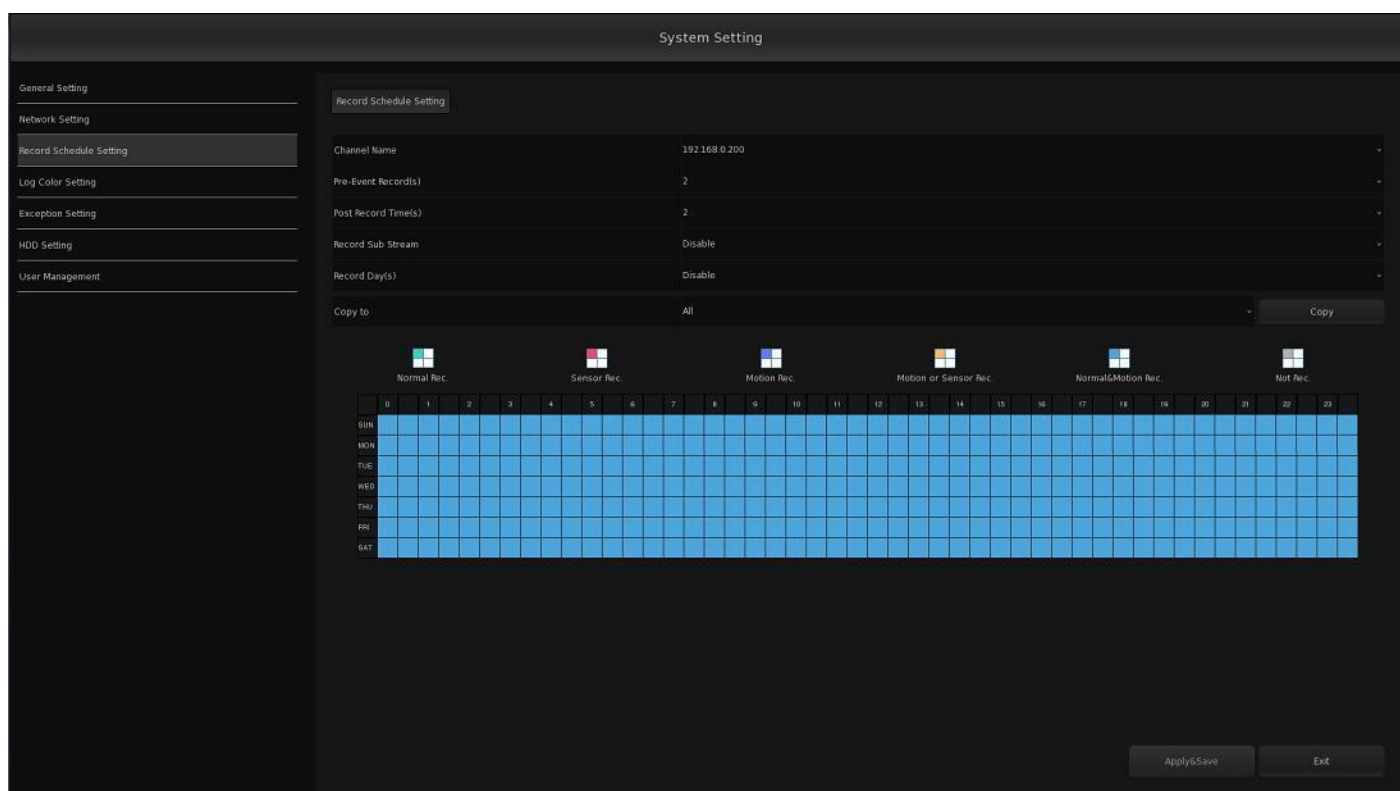 System Setting
General Setting
Network Setting
Record Schedule Setting
Log Color Setting
Exception Setting
HDD Setting
User Management
Record Schedule Setting
Channel Name 192.168.0.200
Pre-Event Record(s) 2
Post Record Time(s) 2
Record Sub Stream Disable
Record Day(s) Disable
Copy to All Copy
Normal Rec. Sensor Rec. Motion Rec. Motion or Sensor Rec. Normal&Motion Rec. Not Rec.
0 1 2 3 4 5 6 7 8 9 10 11 12 13 14 15 16 17 18 19 20 21 22 23
SUN
MON
TUE
WED
THU
FRI
SAT
Apply&Save Exit